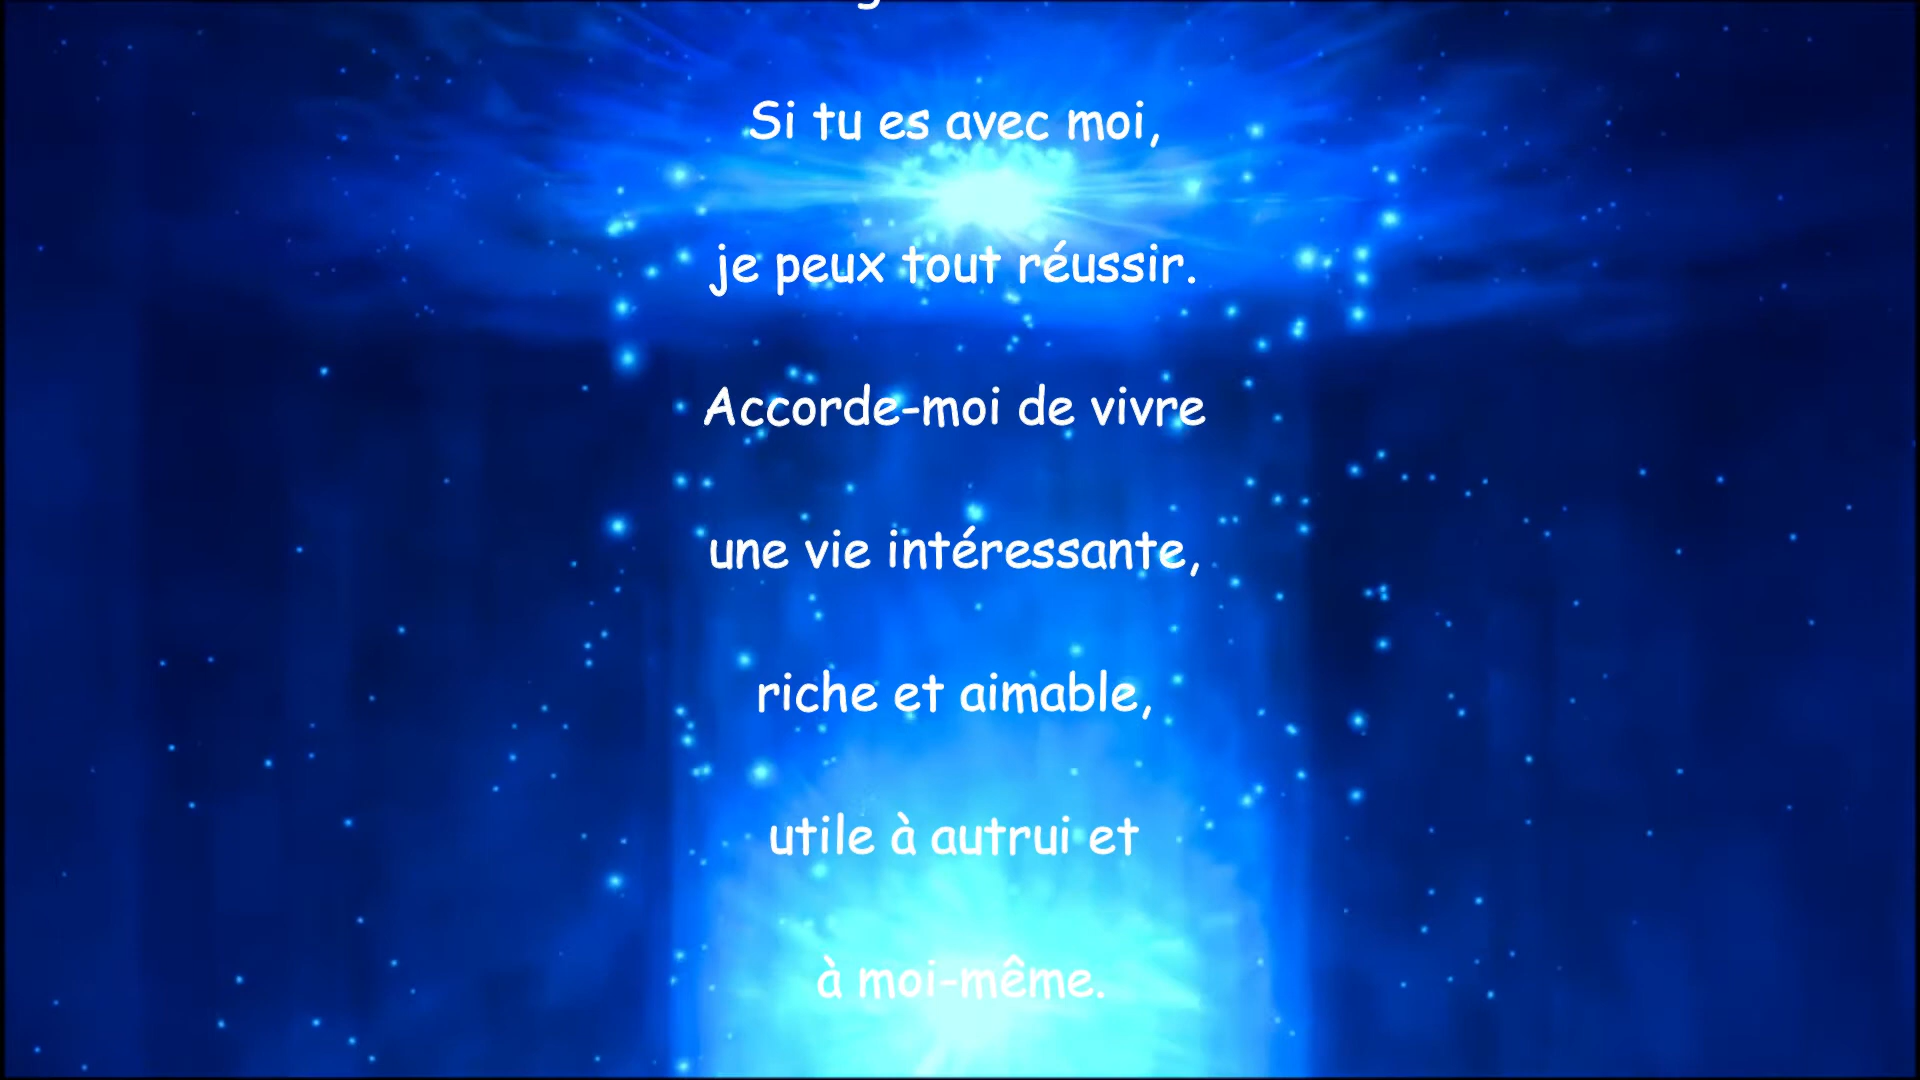 Si tu es avec moi,
je peux tout réussir.
Accorde-moi de vivre
une vie intéressante,
riche et aimable,
utile à autrui et
à moi-même.